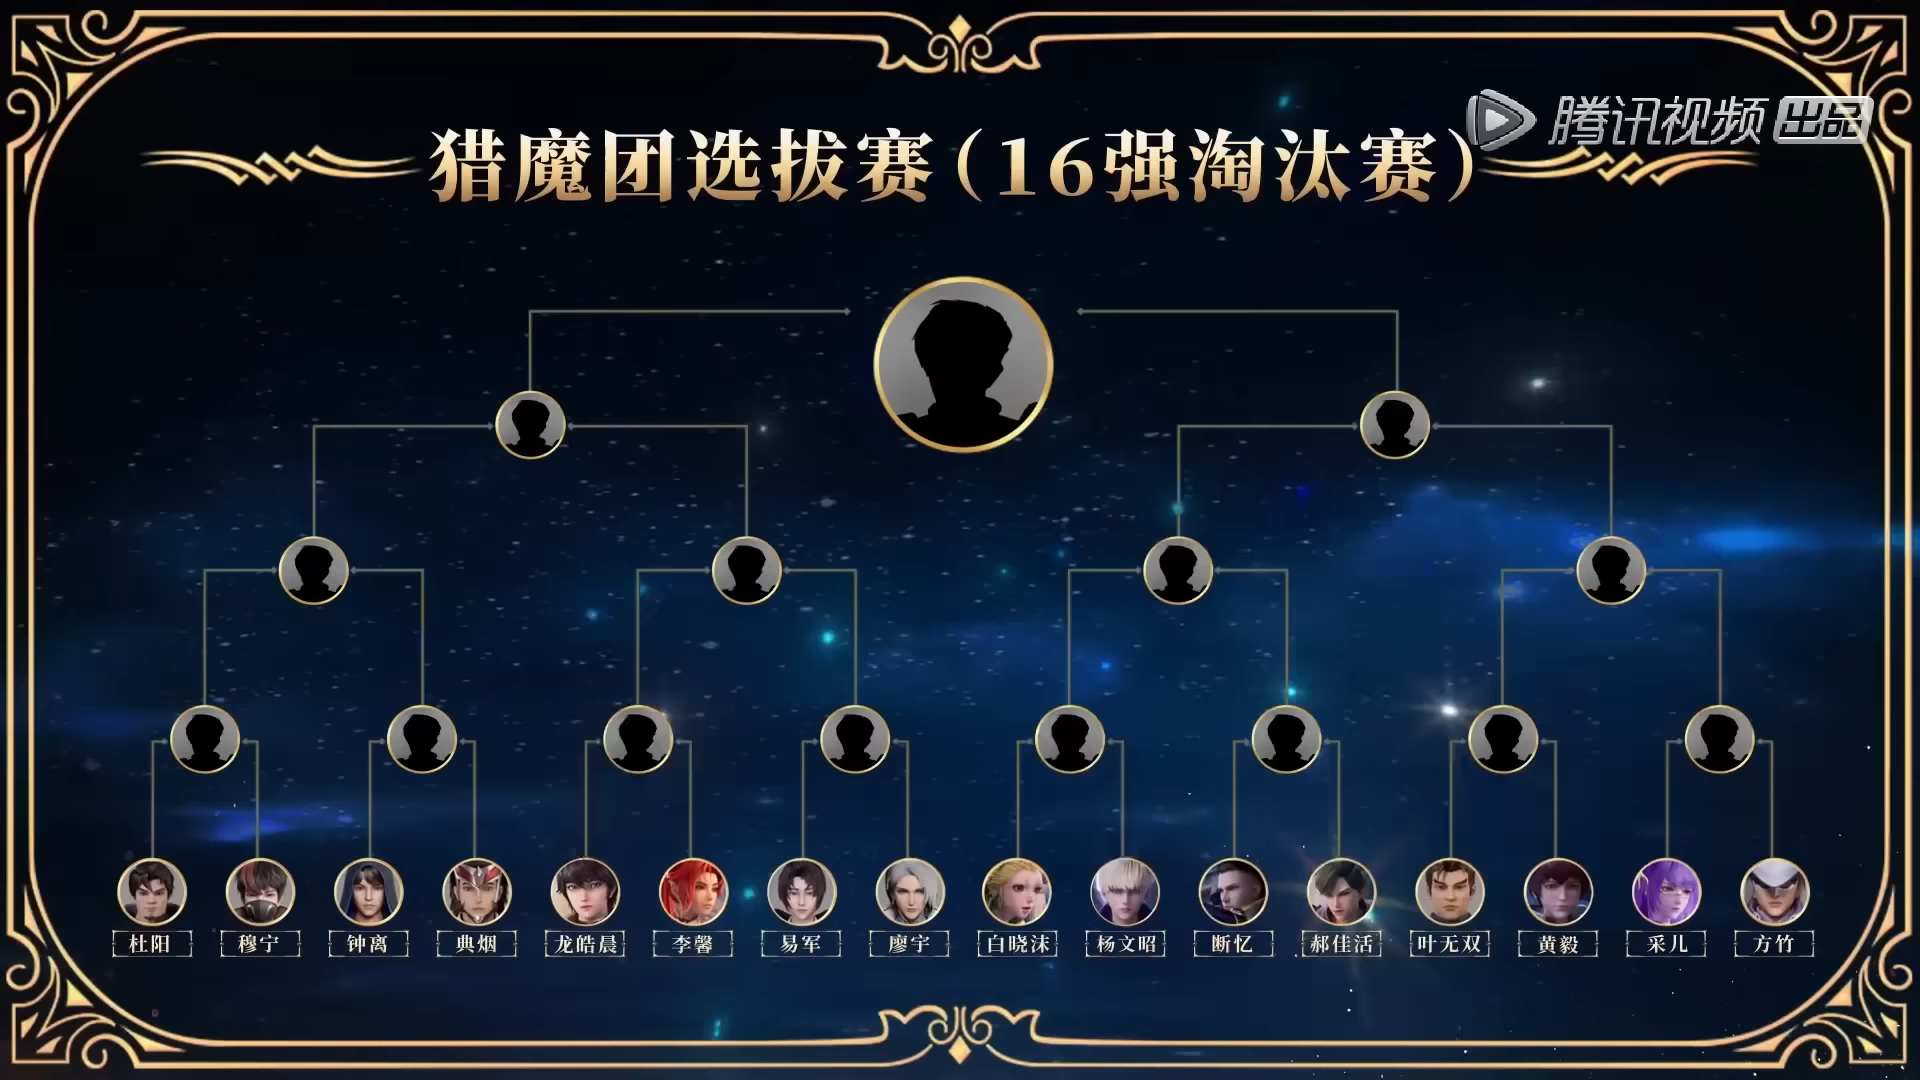 腾讯视频 出品
猎魔团选拔赛(16强淘汰赛)
杜阳 穆宁 钟离 典烟 龙皓晨 李馨 易军 廖宇 白晓沫 杨文昭 断忆 郝佳活 叶无双 黄毅 采儿 方竹